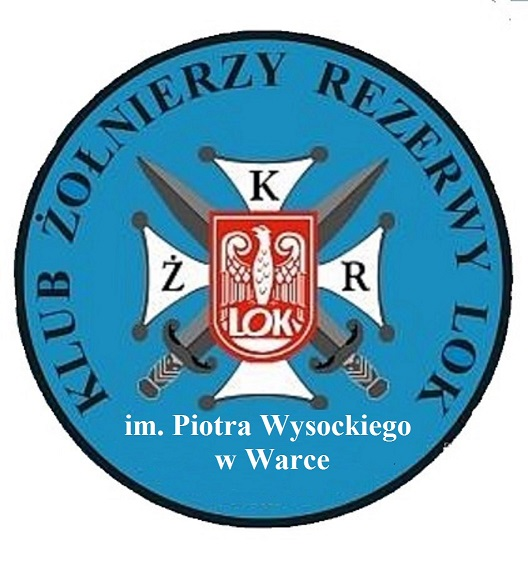 KLUB ŻOŁNIERZY REZERWY LOK
K
Ż R
LOK
im. Piotra Wysockiego
w Warce